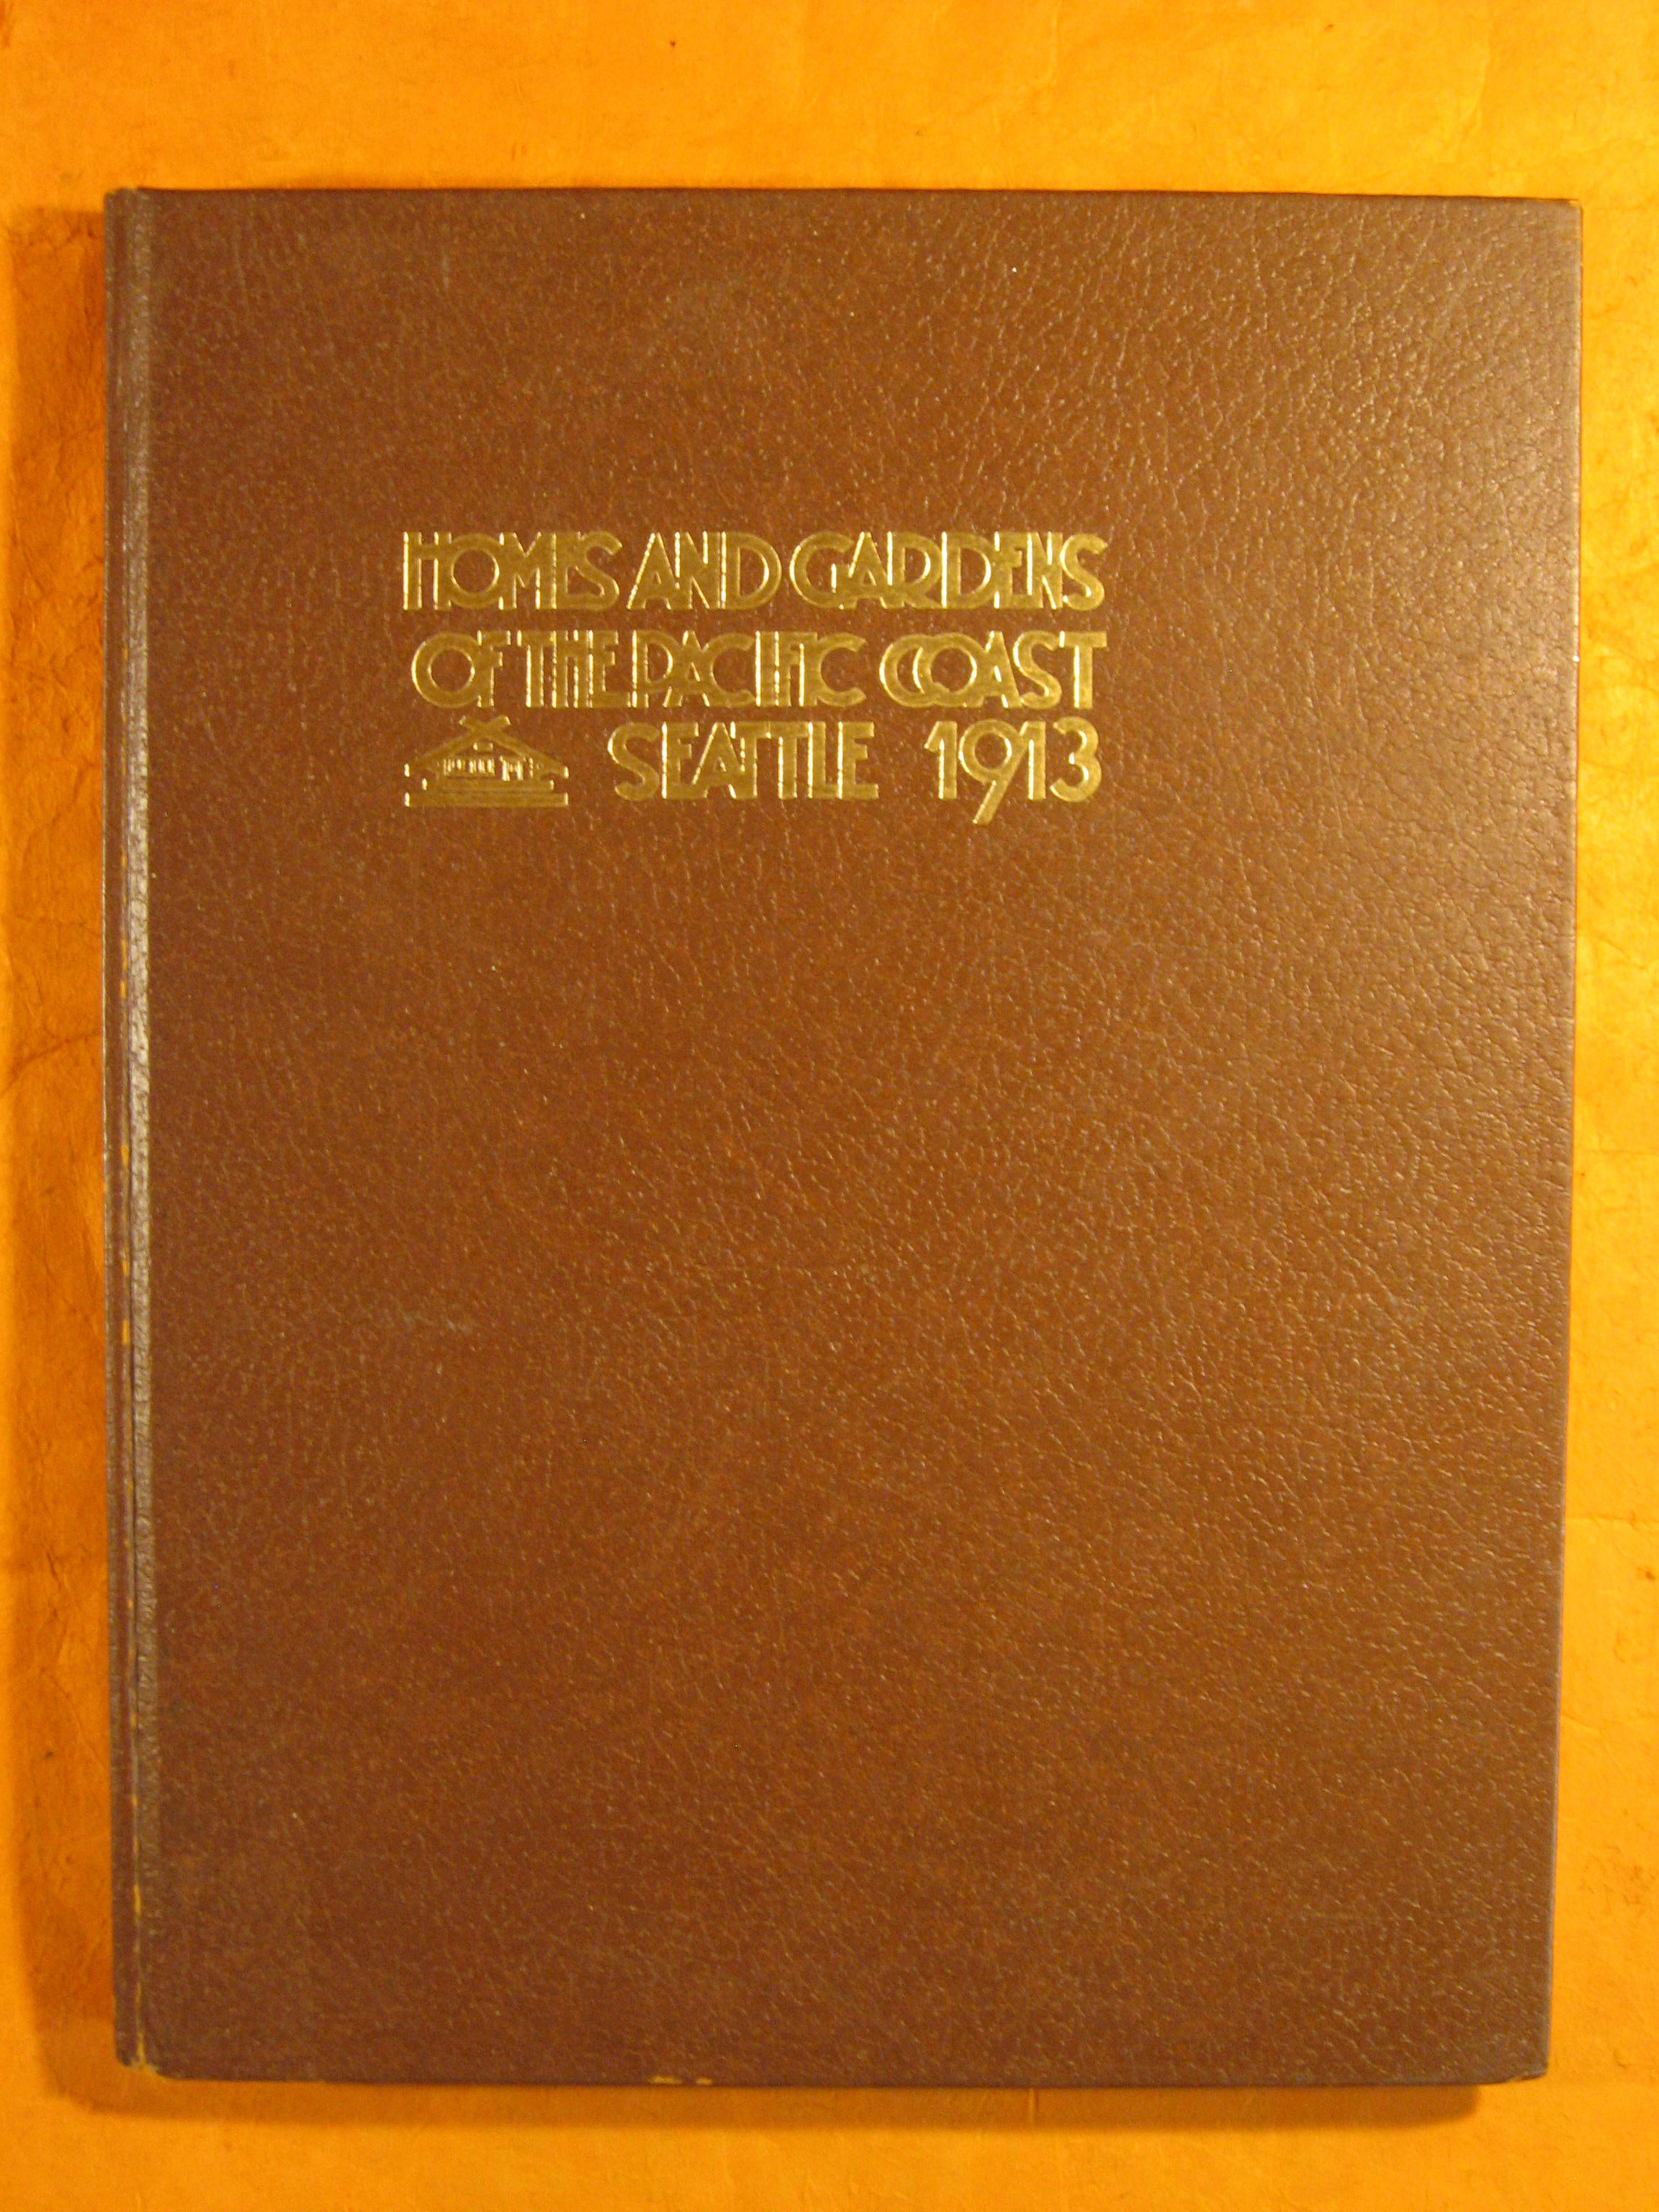 HOMES AND GARDENS
OF THE PACIFIC COAST
SEATTLE 1913